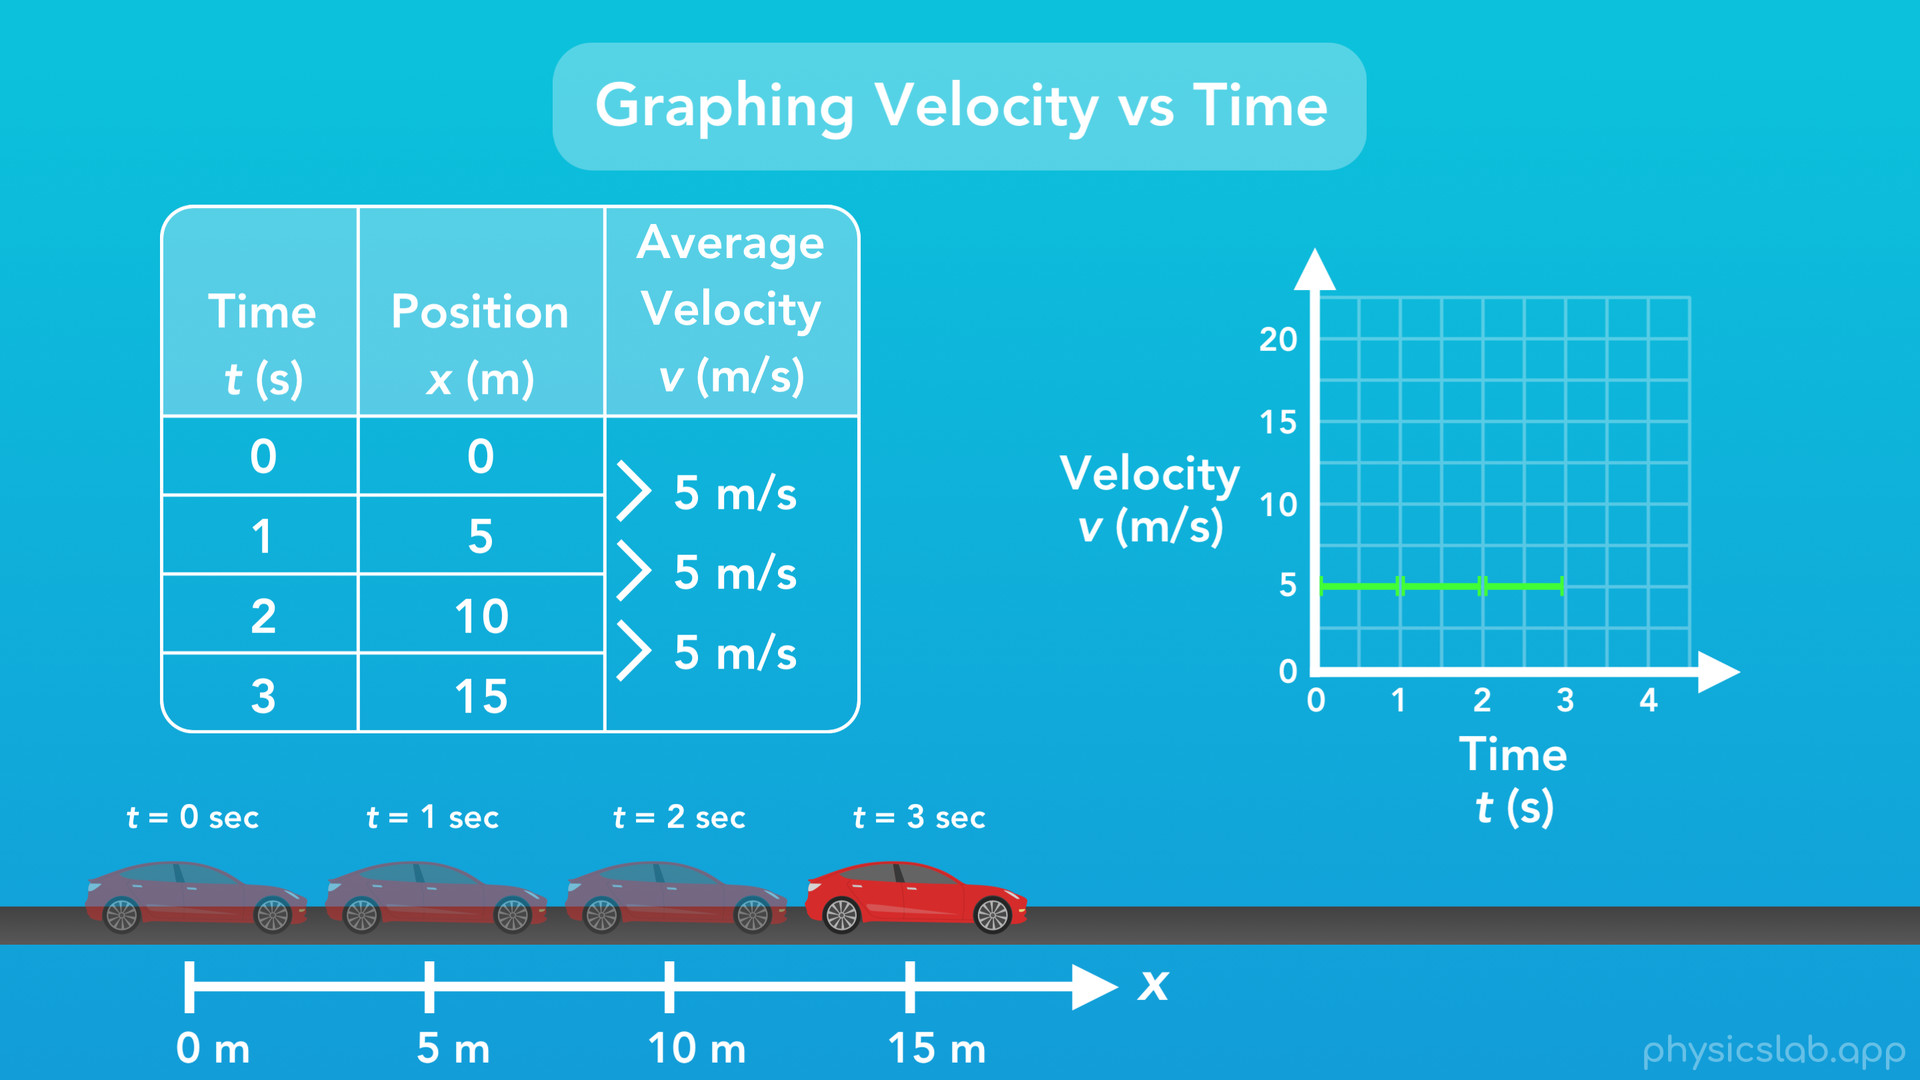 Graphing Velocity vs Time
Time
t (s)
Position
x (m)
Average
Velocity
v (m/s)
0
0
1
5
2
10
3
15
5 m/s
5 m/s
5 m/s
Velocity
v (m/s)
20
15
10
5
0
0 1 2 3 4
Time
t (s)
t = 0 sec
t = 1 sec
t = 2 sec
t = 3 sec
x
0 m
5 m
10 m
15 m
physicslab.app